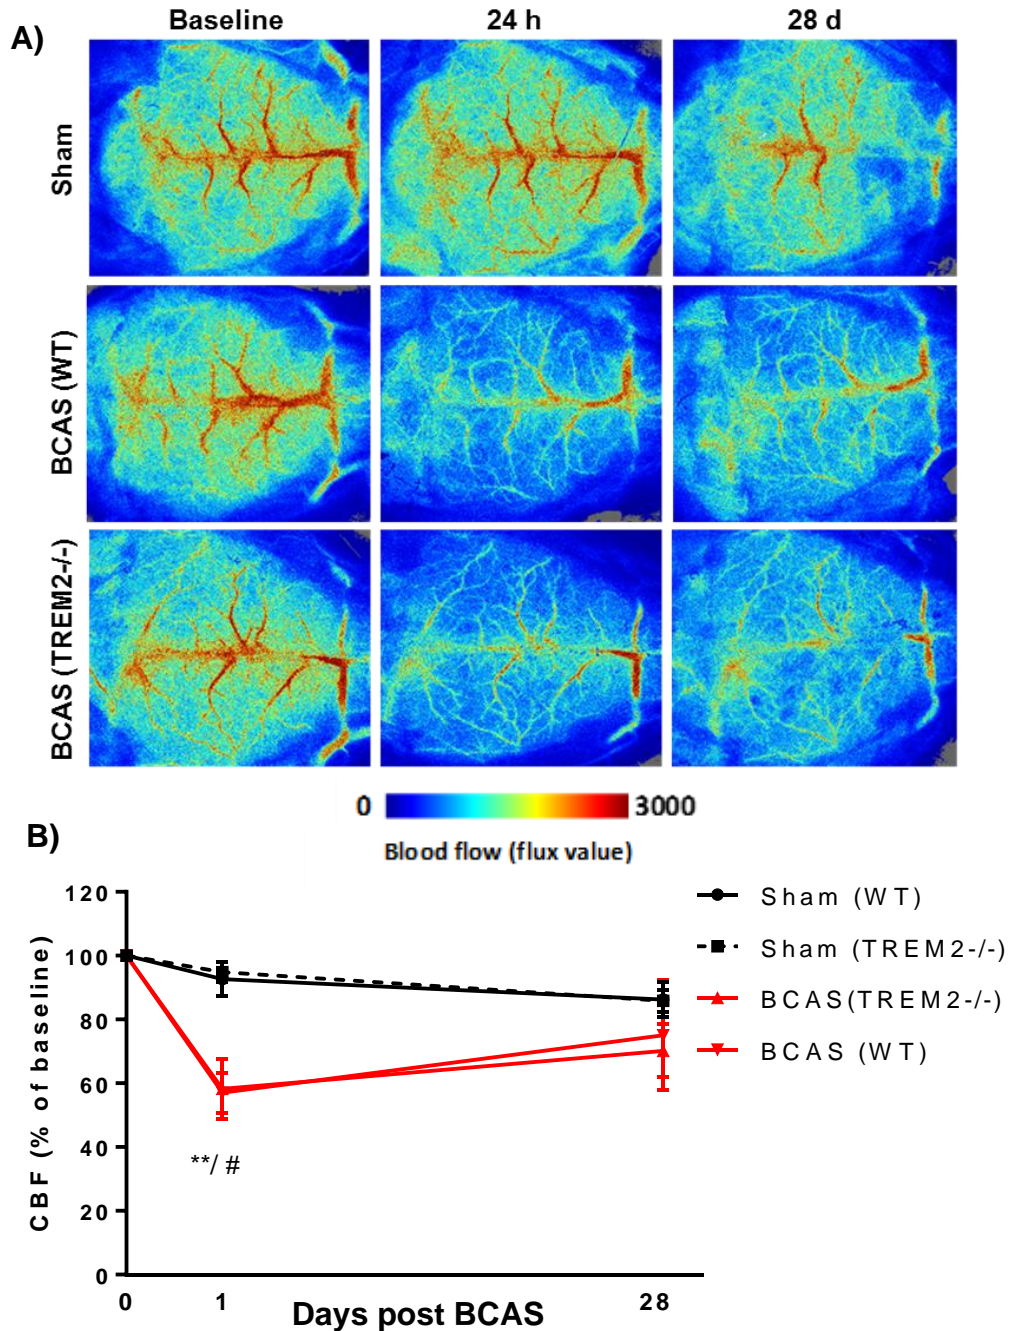 A)
Baseline 24 h 28 d
Sham
BCAS (WT)
BCAS (TREM2-/-)
0 3000
Blood flow (flux value)
B)
CBF (% of baseline)
120
100
80
60
40
20
0
**/ #
0 1 28
Days post BCAS
Sham (WT)
Sham (TREM2-/-)
BCAS(TREM2-/-)
BCAS (WT)